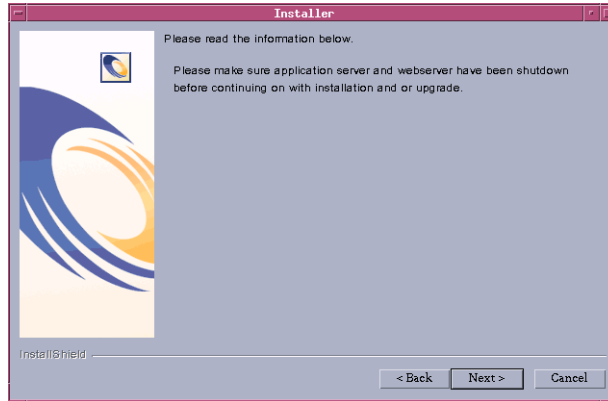 Installer
Please read the information below.
Please make sure application server and webserver have been shutdown
before continuing on with installation and or upgrade.
InstallShield
< Back
Next >
Cancel